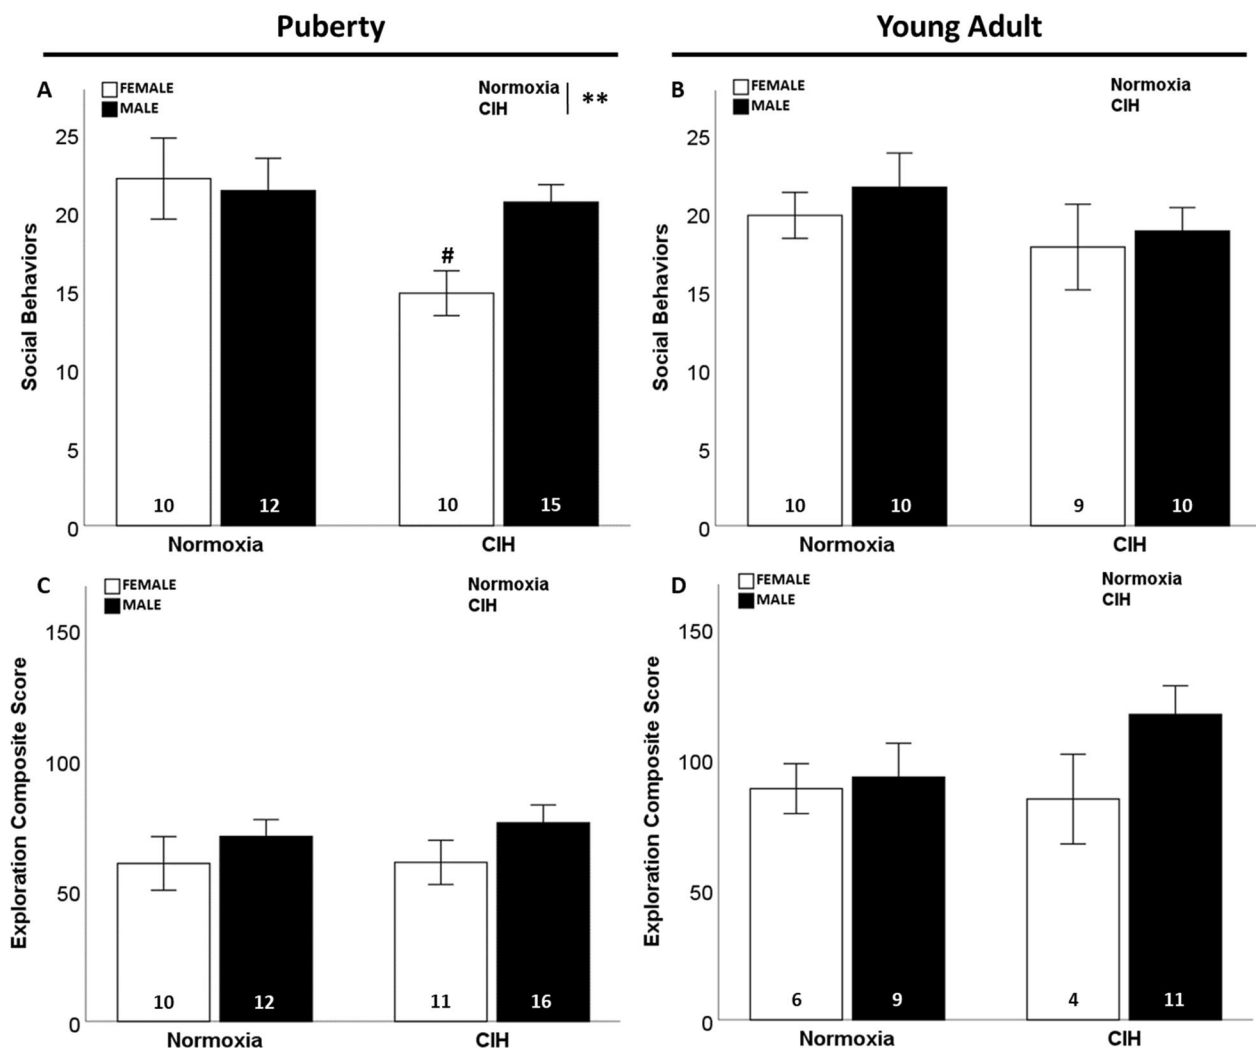 Puberty
Young Adult
A
FEMALE
MALE
Normoxia
CIH
**
25
20
15
10
5
0
Social Behaviors
#
10
12
10
15
Normoxia
CIH
B
FEMALE
MALE
Normoxia
CIH
25
20
15
10
5
0
Social Behaviors
10
10
9
10
Normoxia
CIH
C
FEMALE
MALE
Normoxia
CIH
150
100
50
0
Exploration Composite Score
10
12
11
16
Normoxia
CIH
D
FEMALE
MALE
Normoxia
CIH
150
100
50
0
Exploration Composite Score
6
9
4
11
Normoxia
CIH